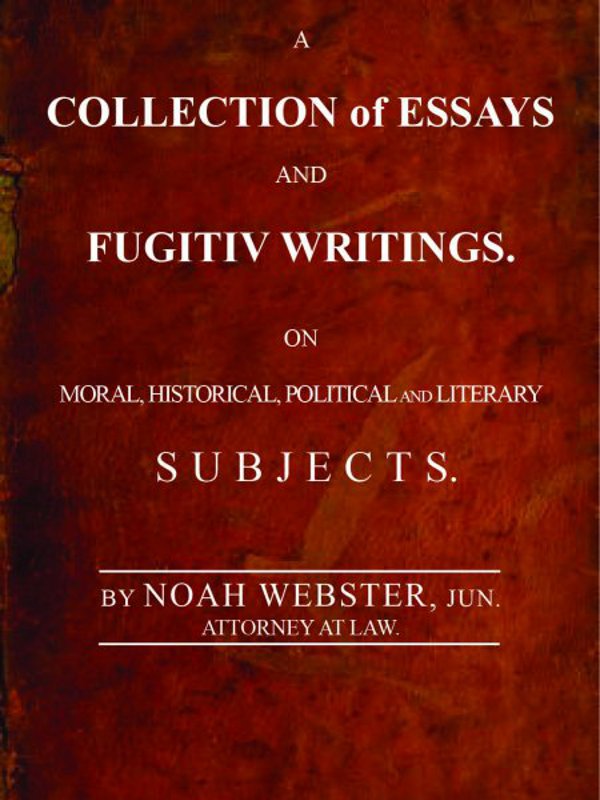 A
COLLECTION of ESSAYS
AND
FUGITIV WRITINGS.
ON
MORAL, HISTORICAL, POLITICAL AND LITERARY
SUBJECTS.
BY NOAH WEBSTER, JUN.
ATTORNEY AT LAW.